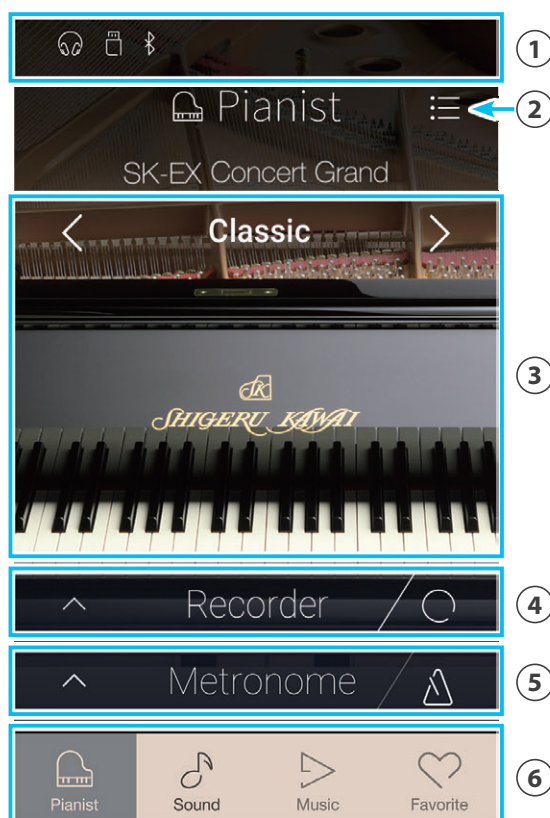 1
Pianist
2
SK-EX Concert Grand
Classic
SK
SHIGERU KAWAI
3
Recorder
4
Metronome
5
Pianist Sound Music Favorite
6